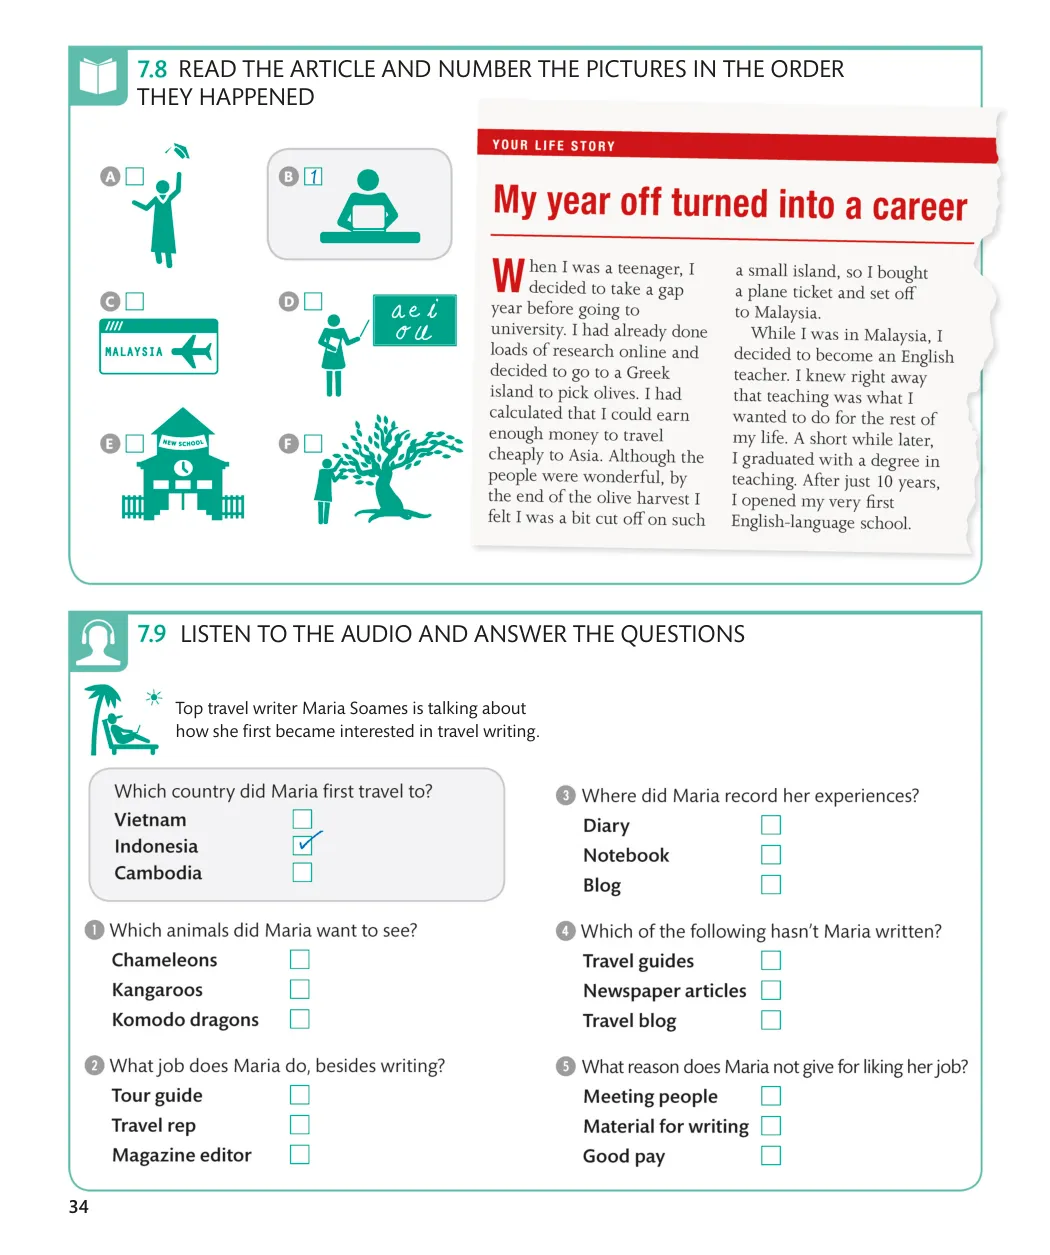 7.8 READ THE ARTICLE AND NUMBER THE PICTURES IN THE ORDER
THEY HAPPENED
A
B 1
C
MALAYSIA
D
a e i
o u
E
NEW SCHOOL
F
YOUR LIFE STORY
My year off turned into a career
When I was a teenager, I
decided to take a gap
year before going to
university. I had already done
loads of research online and
decided to go to a Greek
island to pick olives. I had
calculated that I could earn
enough money to travel
cheaply to Asia. Although the
people were wonderful, by
the end of the olive harvest I
felt I was a bit cut off on such
a small island, so I bought
a plane ticket and set off
to Malaysia.
While I was in Malaysia, I
decided to become an English
teacher. I knew right away
that teaching was what I
wanted to do for the rest of
my life. A short while later,
I graduated with a degree in
teaching. After just 10 years,
I opened my very first
English-language school.
7.9 LISTEN TO THE AUDIO AND ANSWER THE QUESTIONS
Top travel writer Maria Soames is talking about
how she first became interested in travel writing.
Which country did Maria first travel to?
Vietnam
Indonesia
Cambodia
1 Which animals did Maria want to see?
Chameleons
Kangaroos
Komodo dragons
2 What job does Maria do, besides writing?
Tour guide
Travel rep
Magazine editor
3 Where did Maria record her experiences?
Diary
Notebook
Blog
4 Which of the following hasn't Maria written?
Travel guides
Newspaper articles
Travel blog
5 What reason does Maria not give for liking her job?
Meeting people
Material for writing
Good pay
34